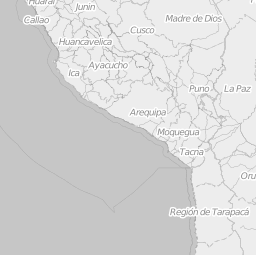 Huaral
Junín
Callao
Madre de Dios
Cusco
Huancavelica
Ayacucho
Ica
Puno
La Paz
Arequipa
Moquegua
Tacna
Oru
Región de Tarapacá